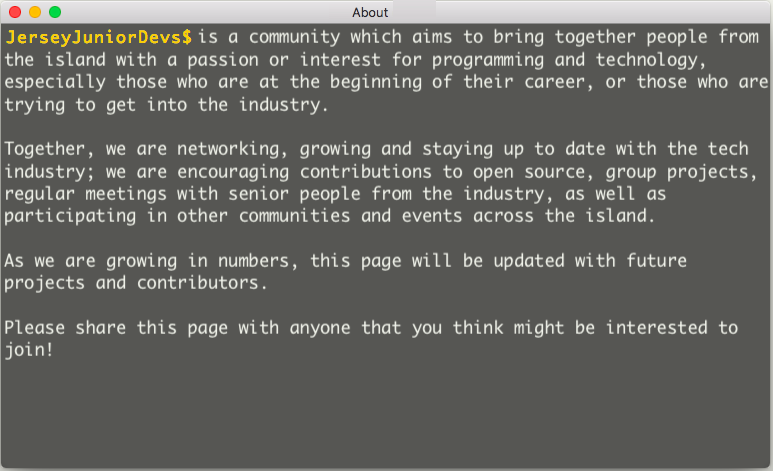 About
JerseyJuniorDevs$ is a community which aims to bring together people from
the island with a passion or interest for programming and technology,
especially those who are at the beginning of their career, or those who are
trying to get into the industry.
Together, we are networking, growing and staying up to date with the tech
industry; we are encouraging contributions to open source, group projects,
regular meetings with senior people from the industry, as well as
participating in other communities and events across the island.
As we are growing in numbers, this page will be updated with future
projects and contributors.
Please share this page with anyone that you think might be interested to
join!